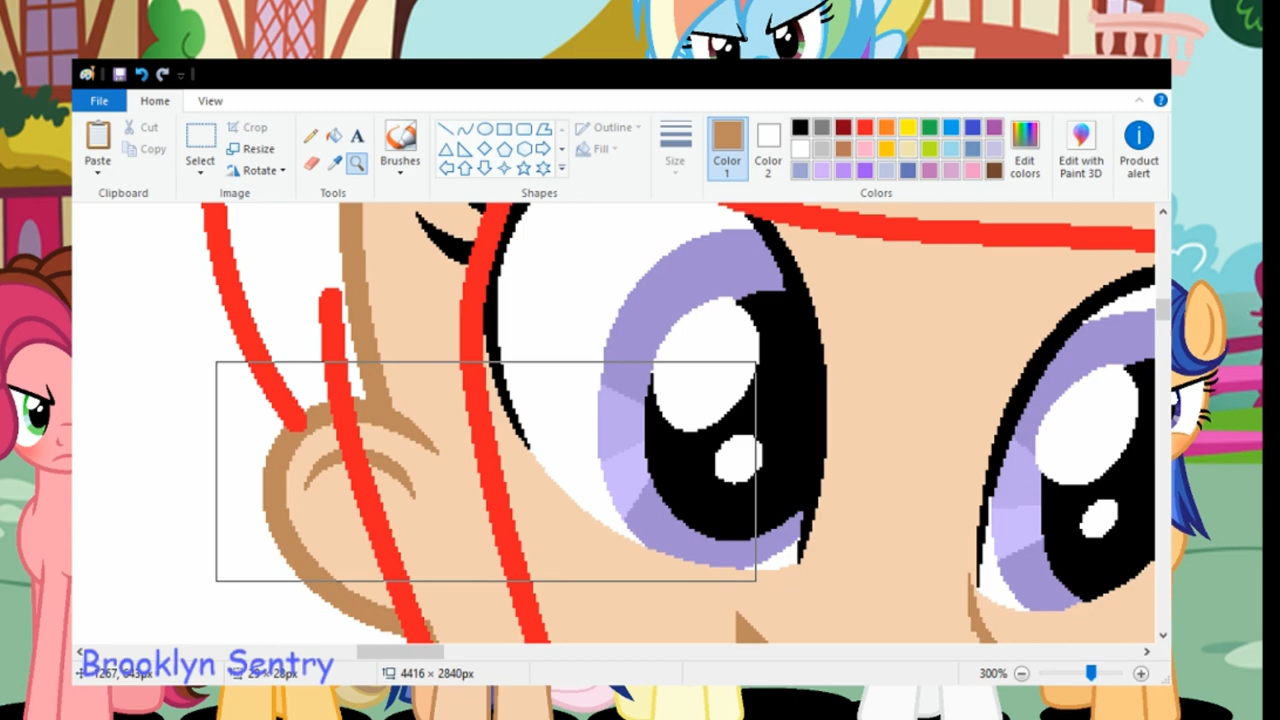 File Home View
Cut
Copy
Paste
Clipboard
Crop
Resize
Rotate
Select
Image
A
Tools
Brushes
Shapes
Outline
Fill
Size
Color 1
Color 2
Colors
Edit colors
Edit with Paint 3D
Product alert
Brooklyn Sentry
4416 × 2840px
300%